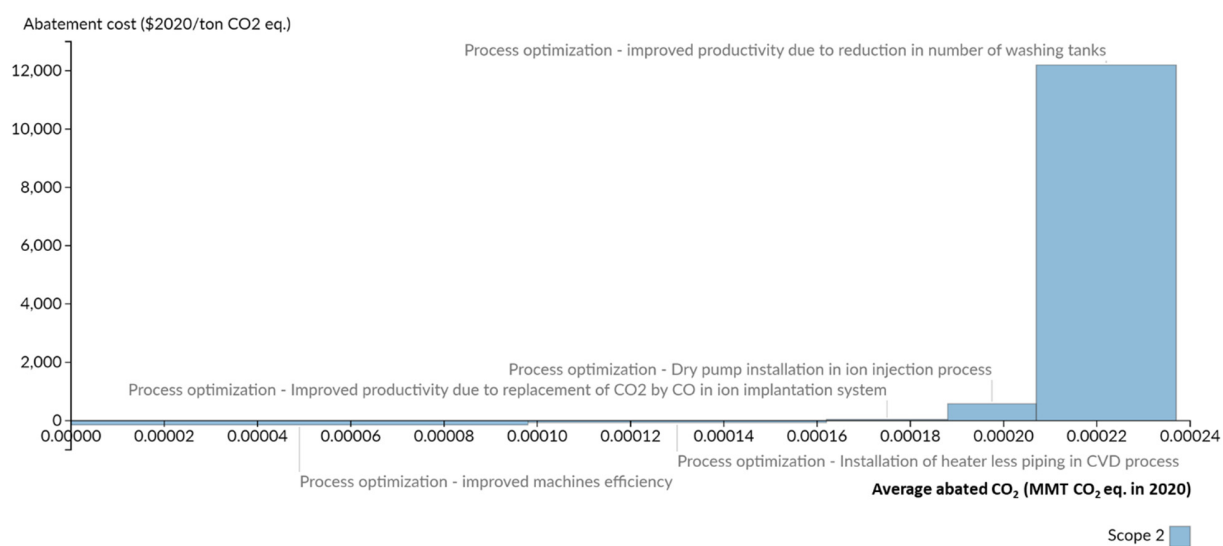 Abatement cost ($2020/ton CO2 eq.)
Process optimization - improved productivity due to reduction in number of washing tanks
12,000
10,000
8,000
6,000
4,000
2,000
Process optimization - Dry pump installation in ion injection process
Process optimization - Improved productivity due to replacement of CO2 by CO in ion implantation system
0
0.00000 0.00002 0.00004 0.00006 0.00008 0.00010 0.00012 0.00014 0.00016 0.00018 0.00020 0.00022 0.00024
Process optimization - Installation of heater less piping in CVD process
Process optimization - improved machines efficiency
Average abated CO₂ (MMT CO₂ eq. in 2020)
Scope 2